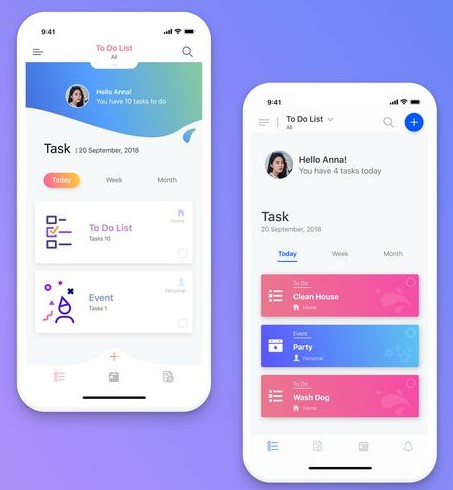 9:41
To Do List
All
Hello Anna!
You have 10 tasks to do
Task | 20 September, 2018
Today Week Month
To Do List
Tasks 10
Home
Event
Tasks 1
Personal
9:41
To Do List
All
Hello Anna!
You have 4 tasks today
Task
20 September, 2018
Today Week Month
To Do
Clean House
Home
Event
Party
Personal
To Do
Wash Dog
Home